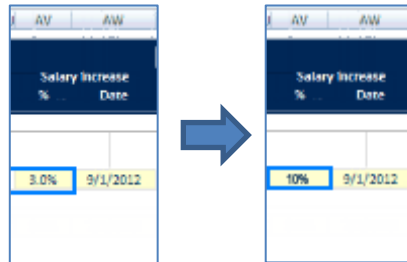 AV AW
Salary Increase
% ... Date
3.0% 9/1/2012
AV AW
Salary Increase
% ... Date
10% 9/1/2012